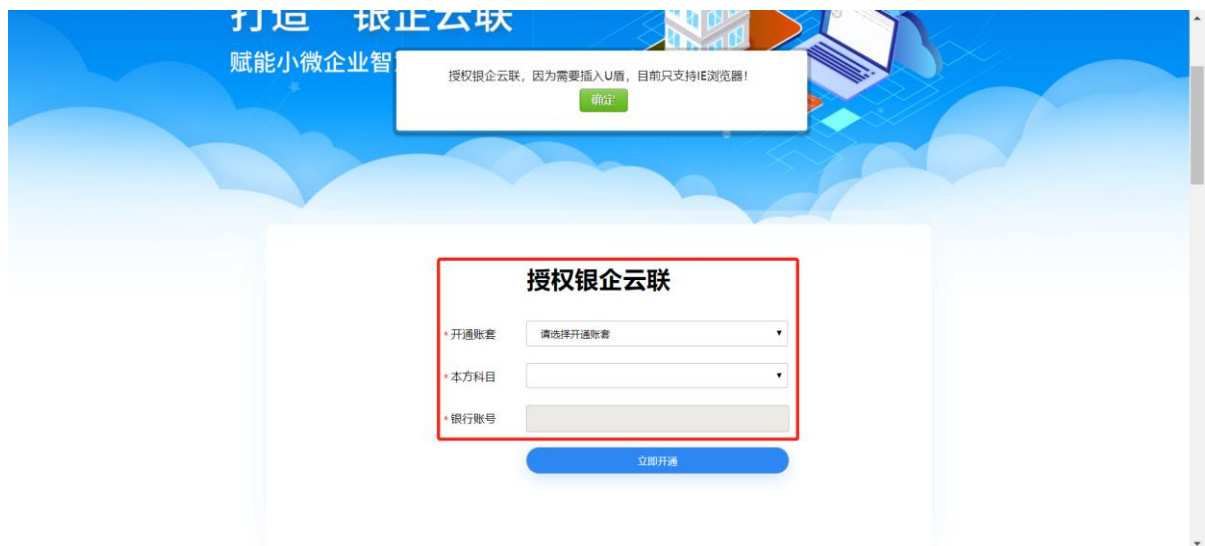 打造 银企云联
赋能小微企业智
授权银企云联，因为需要插入U盾，目前只支持IE浏览器！
确定
授权银企云联
* 开通账套 请选择开通账套
* 本方科目
* 银行账号
立即开通